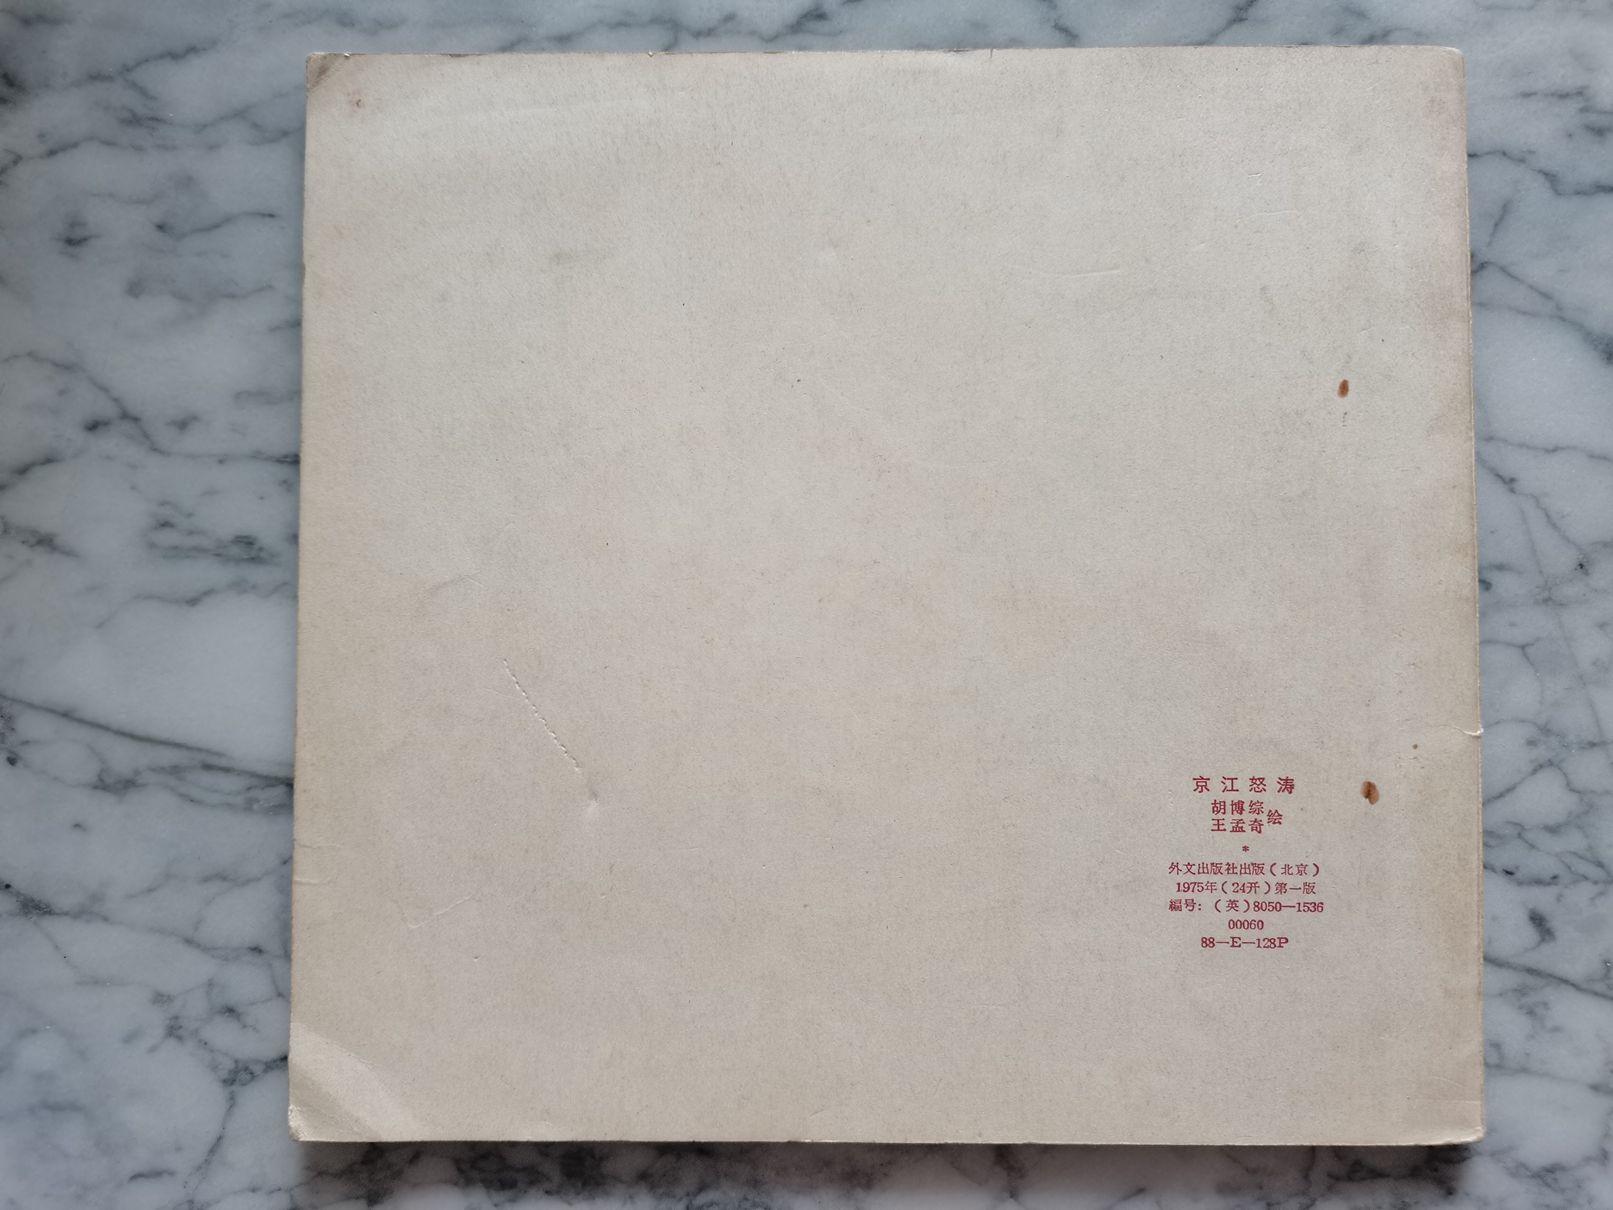 京江怒涛
胡博综
王孟奇
绘
*
外文出版社出版(北京)
1975年(24开)第一版
编号:(英)8050—1536
00060
88—E—128P